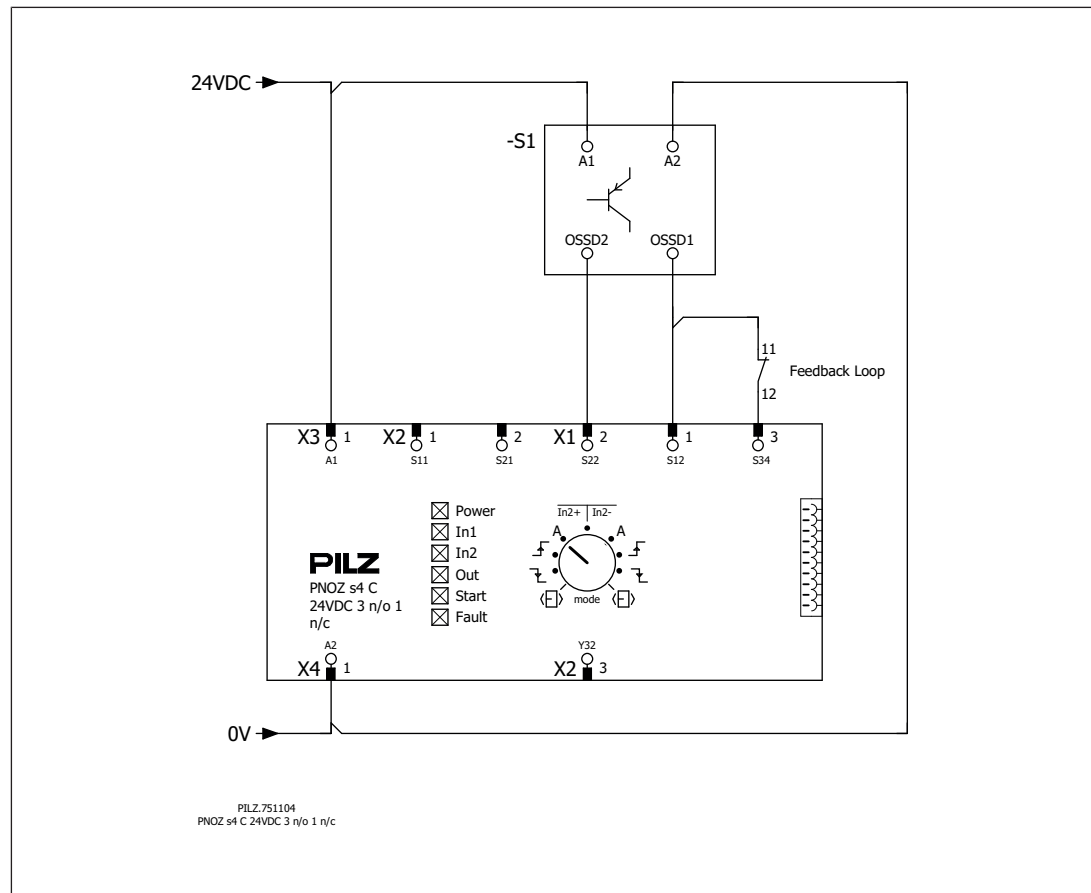 24VDC
-S1
A1 A2
OSSD2 OSSD1
11
Feedback Loop
12
X3 1 X2 1 2 X1 2 1 3
A1 S11 S21 S22 S12 S34
Power
In1
In2
Out
Start
Fault
In2+ In2-
A A
mode
PILZ
PNOZ s4 C
24VDC 3 n/o 1
n/c
A2 Y32
X4 1 X2 3
0V
PILZ.751104
PNOZ s4 C 24VDC 3 n/o 1 n/c